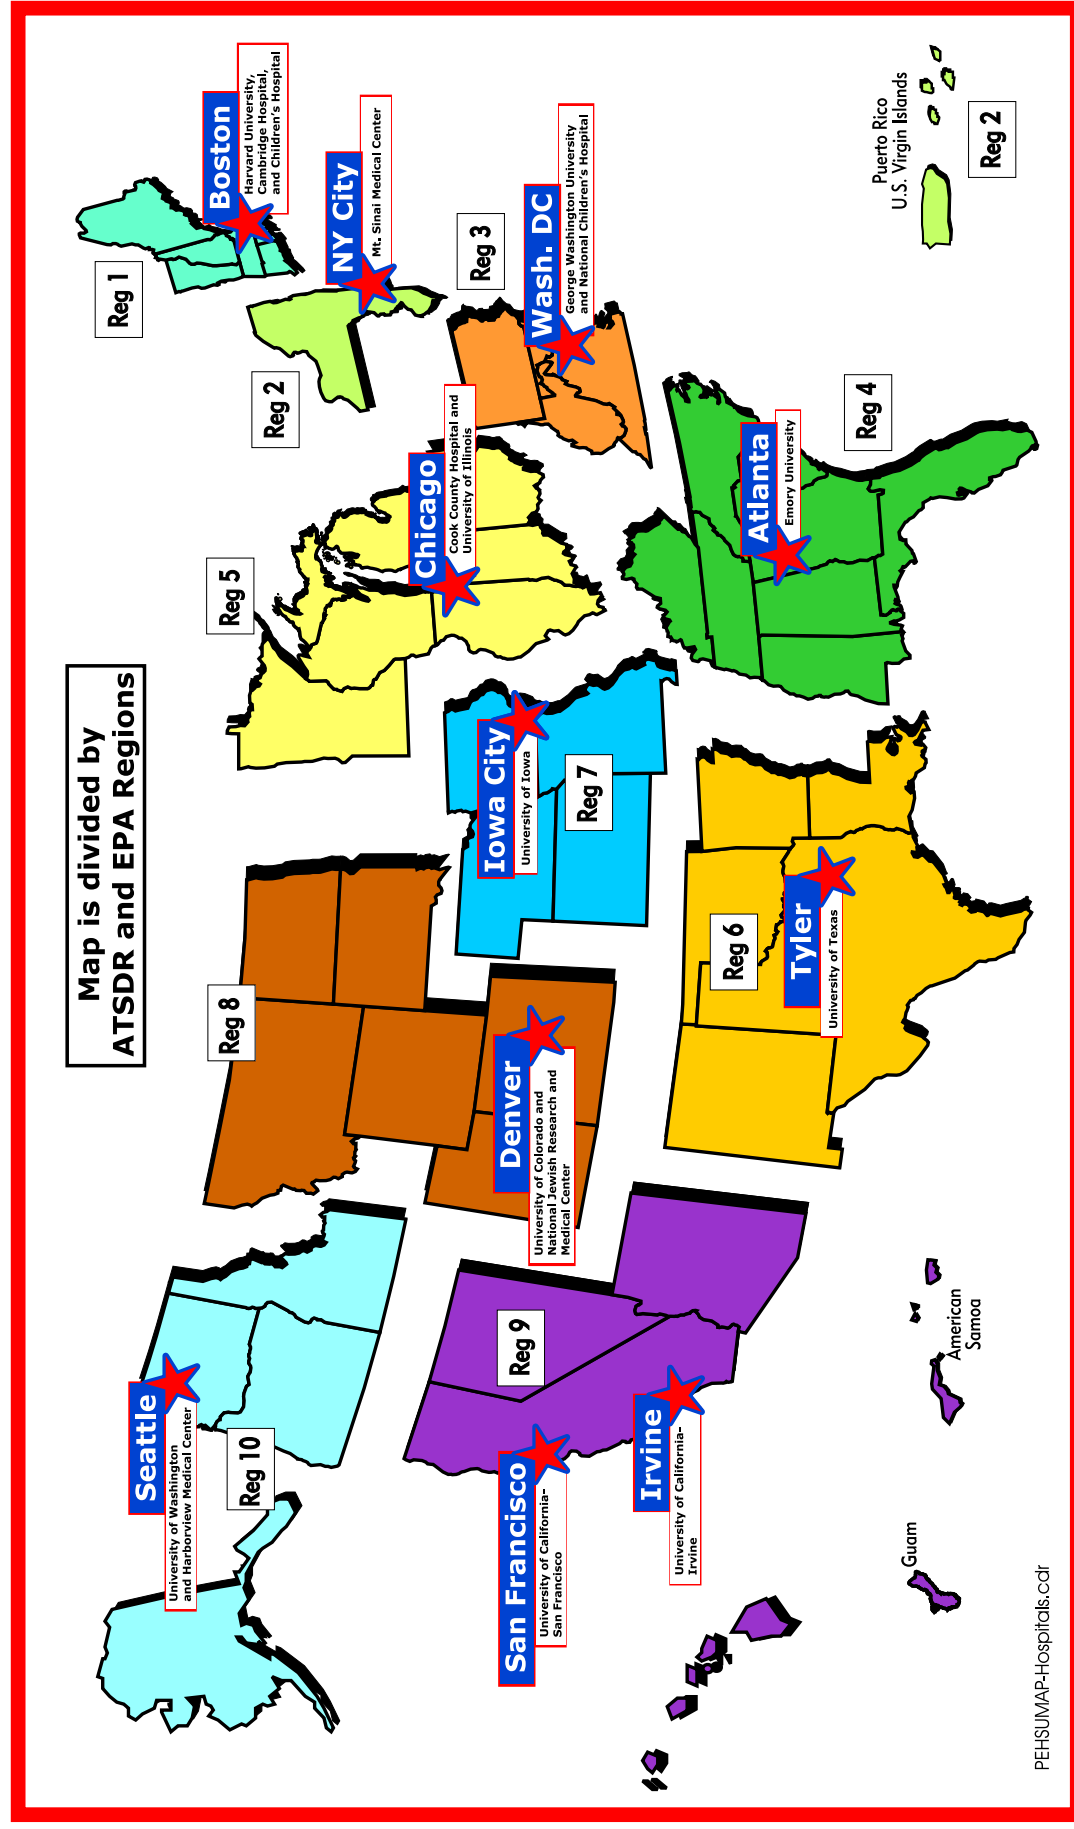 Map is divided by
ATSDR and EPA Regions
Seattle
University of Washington
and Harborview Medical Center
Reg 10
San Francisco
University of California-
San Francisco
Irvine
University of California-
Irvine
Reg 9
Guam
American
Samoa
Reg 8
Denver
University of Colorado and
National Jewish Research and
Medical Center
Reg 6
Tyler
University of Texas
Iowa City
University of Iowa
Reg 7
Reg 5
Chicago
Cook County Hospital and
University of Illinois
Atlanta
Emory University
Reg 4
Reg 3
Wash. DC
George Washington University
and National Children's Hospital
Reg 2
NY City
Mt. Sinai Medical Center
Reg 1
Boston
Harvard University,
Cambridge Hospital,
and Children's Hospital
Puerto Rico
U.S. Virgin Islands
Reg 2
PEHSUMAP-Hospitals.cdr